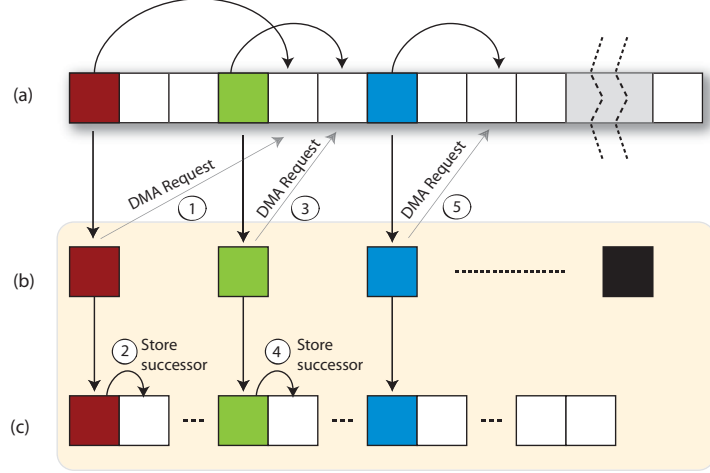 (a)
DMA Request
1
DMA Request
3
DMA Request
5
(b)
2
Store
successor
4
Store
successor
(c)